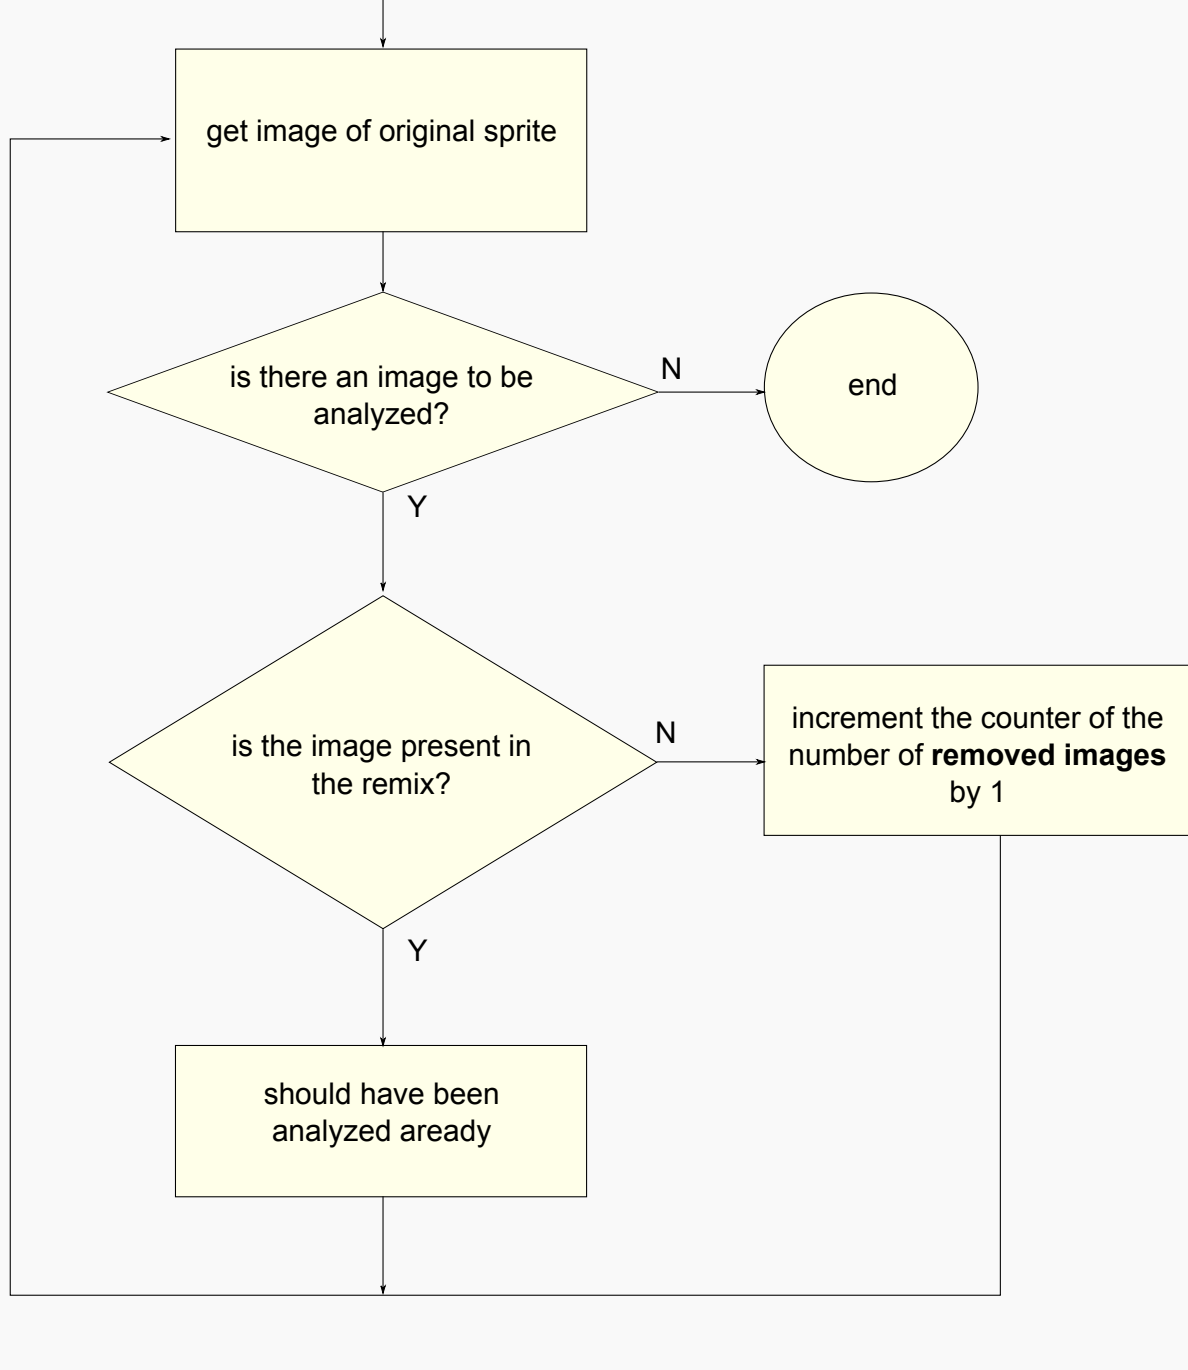 get image of original sprite
is there an image to be
analyzed?
N
end
Y
is the image present in
the remix?
N
increment the counter of the
number of removed images
by 1
Y
should have been
analyzed aready